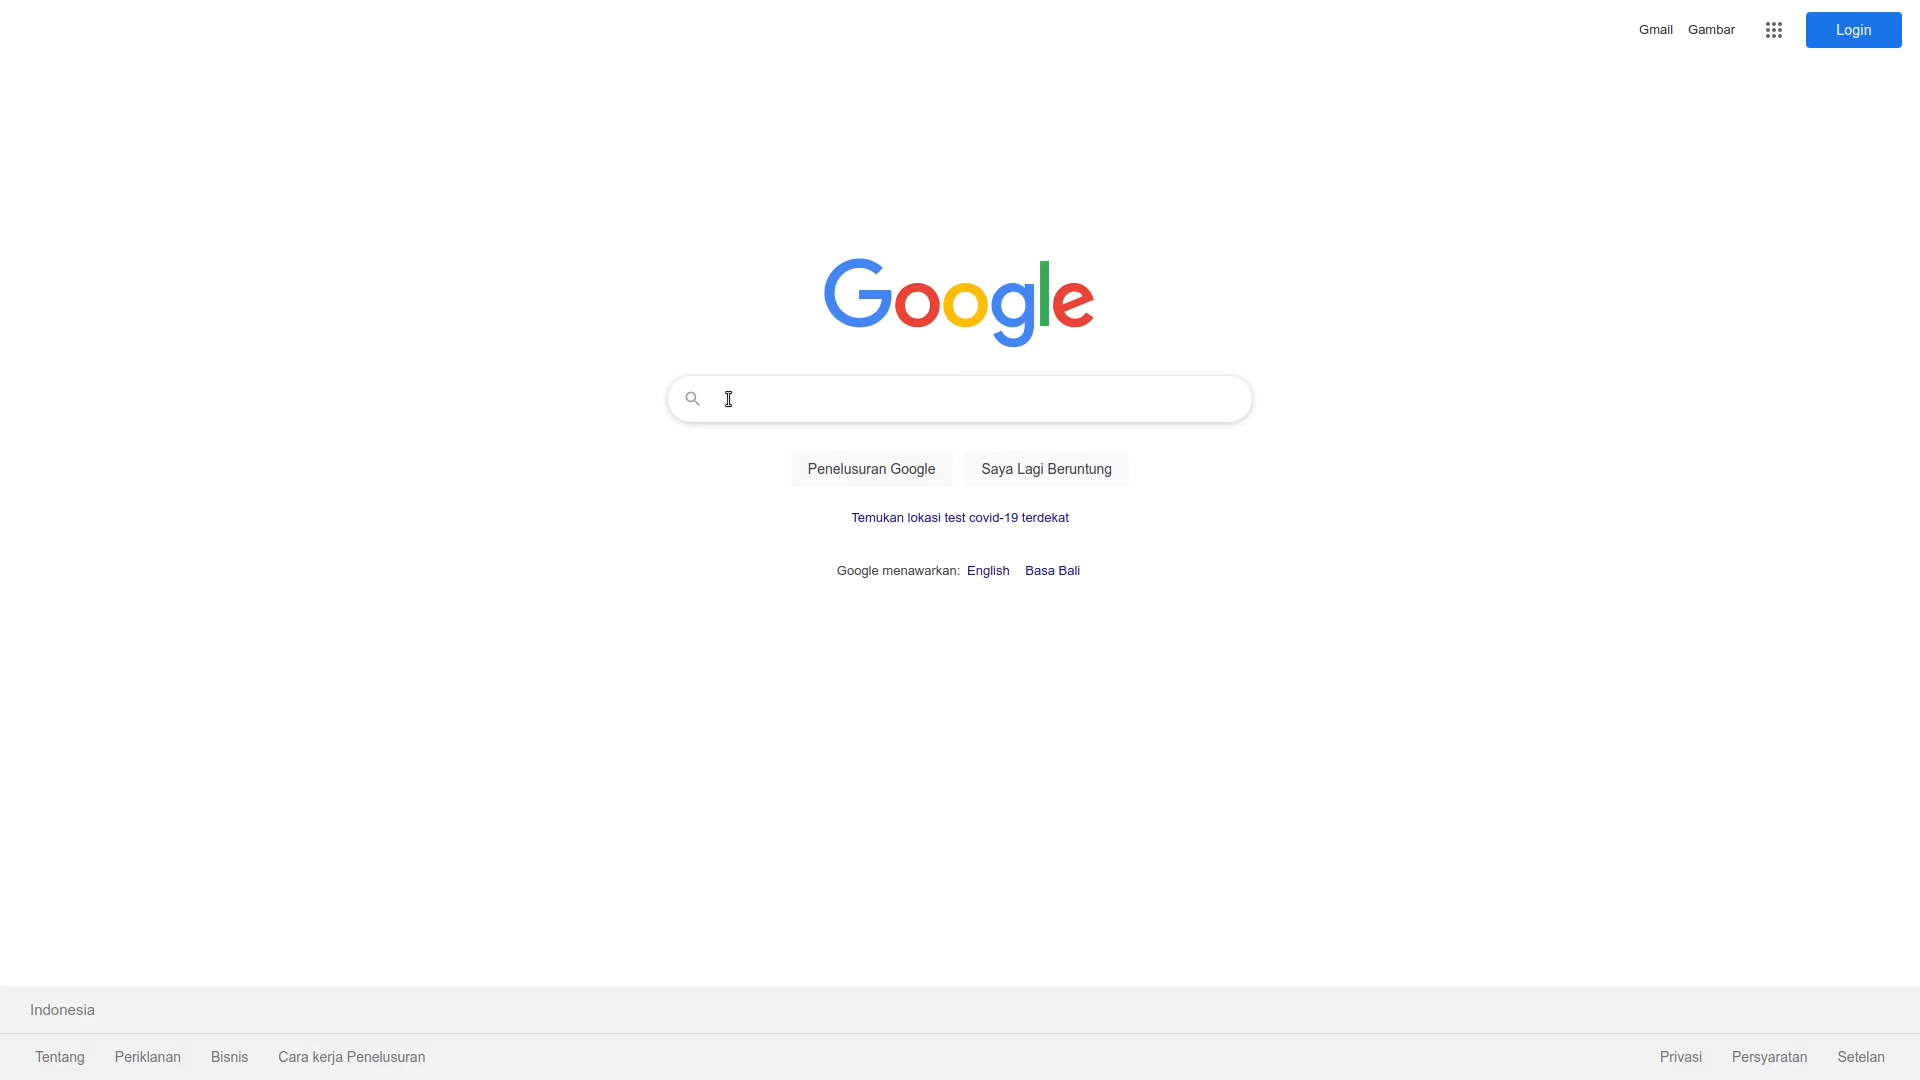 Gmail Gambar Login
Google
Penelusuran Google Saya Lagi Beruntung
Temukan lokasi test covid-19 terdekat
Google menawarkan: English Basa Bali
Indonesia
Tentang Periklanan Bisnis Cara kerja Penelusuran Privasi Persyaratan Setelan